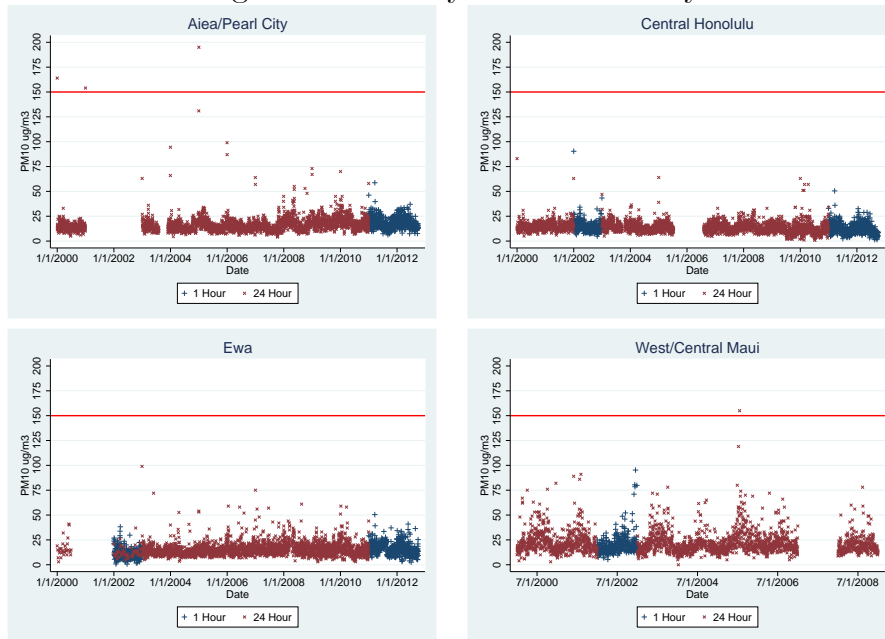 Aiea/Pearl City
PM10 ug/m3
0 25 50 75 100 125 150 175 200
1/1/2000 1/1/2002 1/1/2004 1/1/2006 1/1/2008 1/1/2010 1/1/2012
Date
1 Hour 24 Hour
Central Honolulu
PM10 ug/m3
0 25 50 75 100 125 150 175 200
1/1/2000 1/1/2002 1/1/2004 1/1/2006 1/1/2008 1/1/2010 1/1/2012
Date
1 Hour 24 Hour
Ewa
PM10 ug/m3
0 25 50 75 100 125 150 175 200
1/1/2000 1/1/2002 1/1/2004 1/1/2006 1/1/2008 1/1/2010 1/1/2012
Date
1 Hour 24 Hour
West/Central Maui
PM10 ug/m3
0 25 50 75 100 125 150 175 200
7/1/2000 7/1/2002 7/1/2004 7/1/2006 7/1/2008
Date
1 Hour 24 Hour